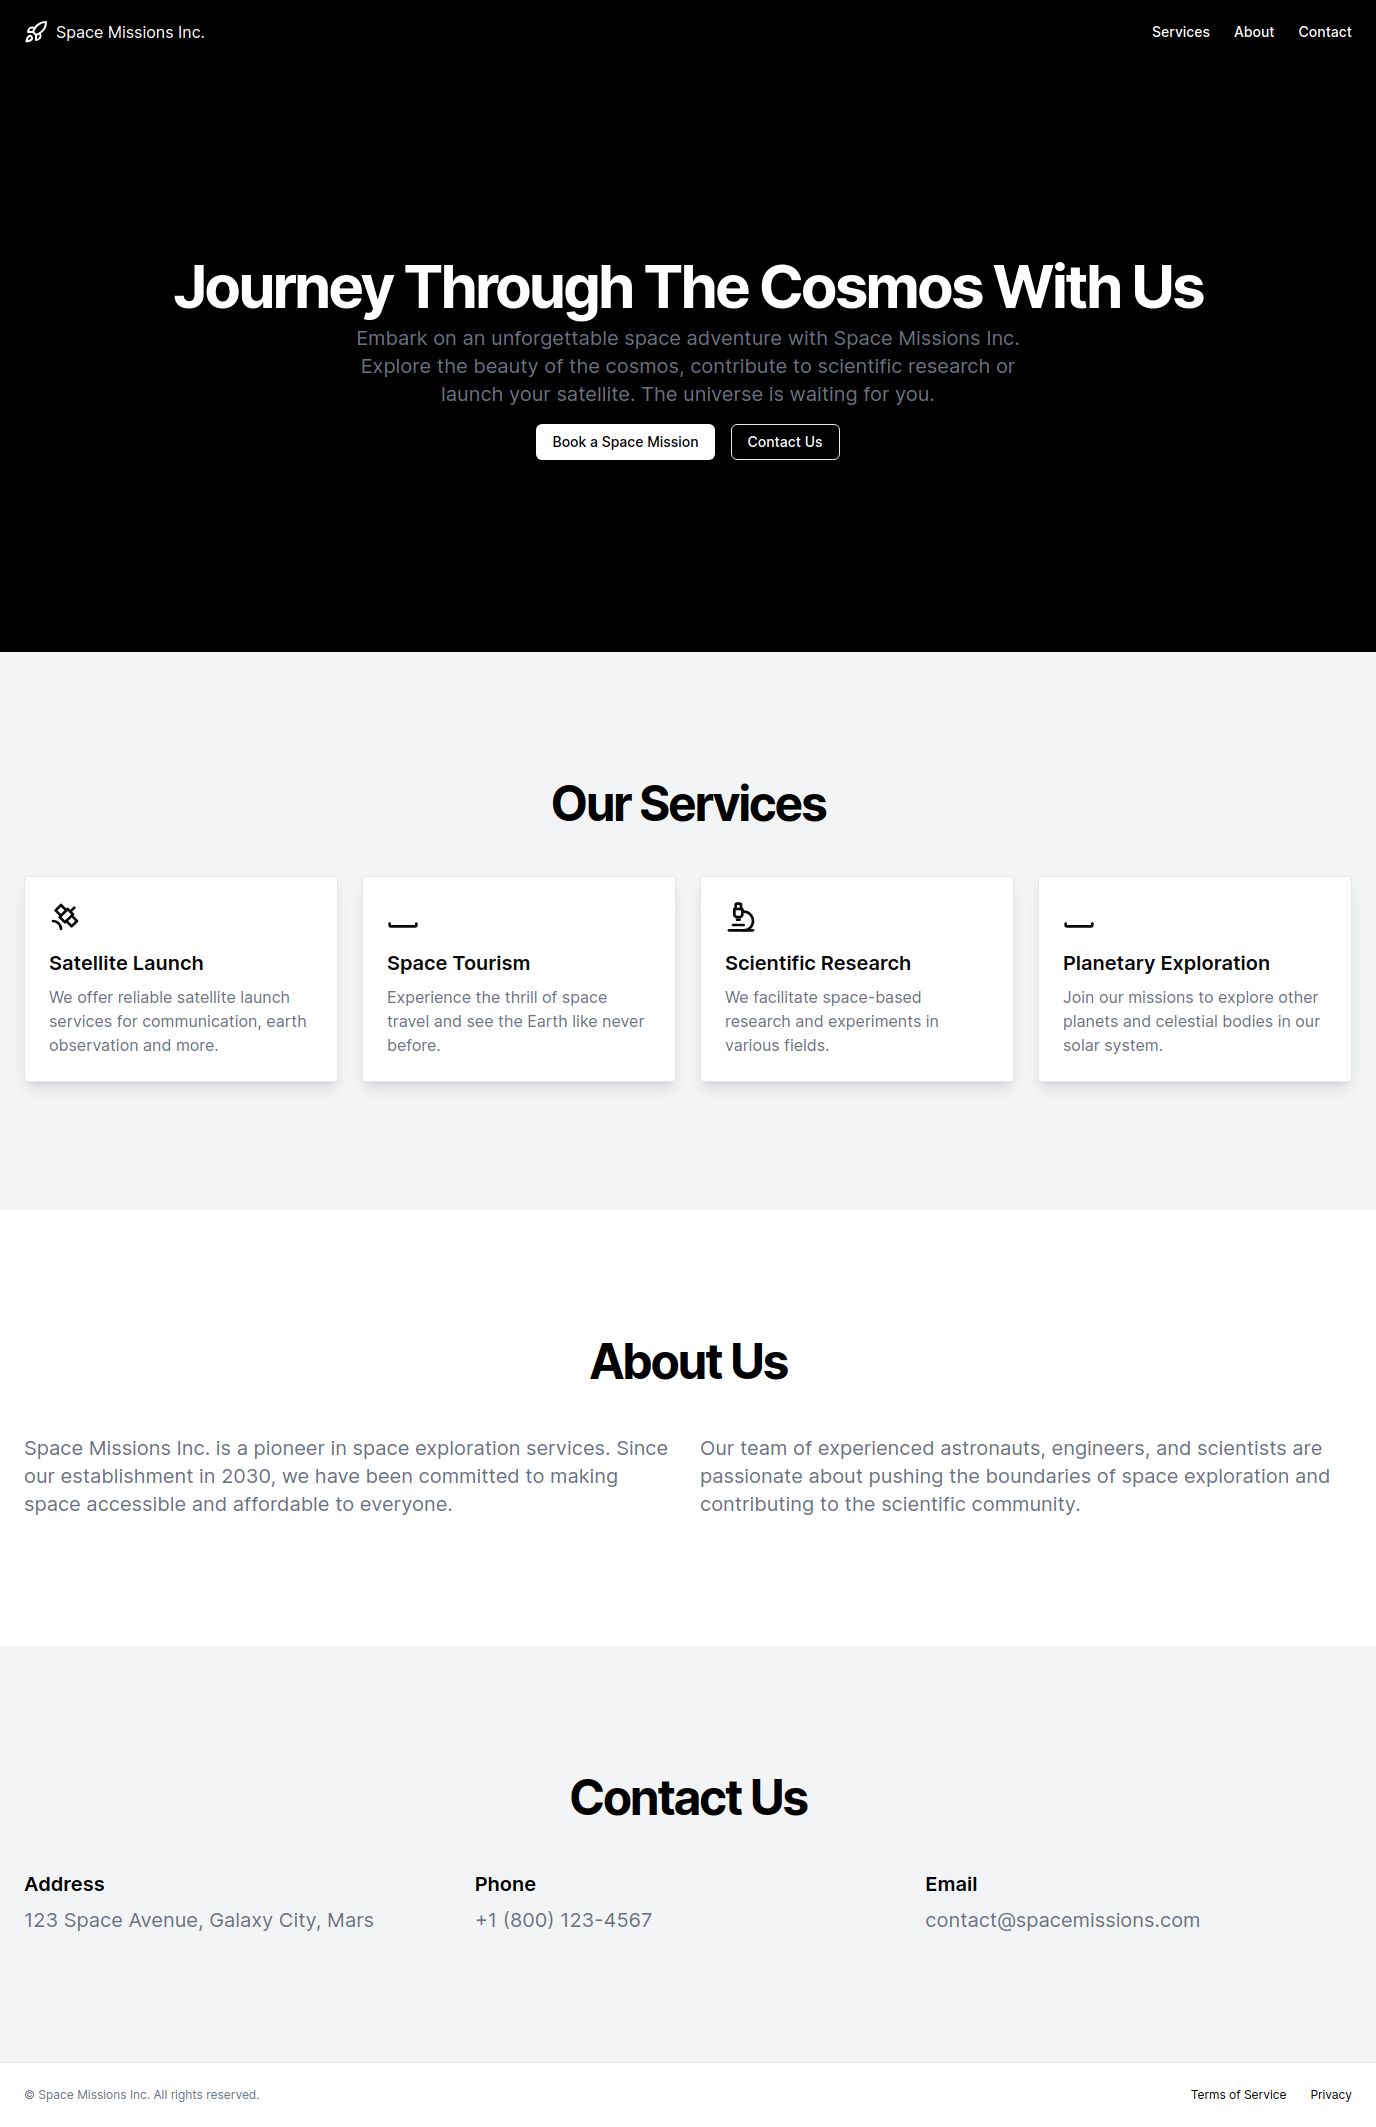 Space Missions Inc.
Services
About
Contact
Journey Through The Cosmos With Us
Embark on an unforgettable space adventure with Space Missions Inc.
Explore the beauty of the cosmos, contribute to scientific research or
launch your satellite. The universe is waiting for you.
Book a Space Mission
Contact Us
Our Services
Satellite Launch
We offer reliable satellite launch
services for communication, earth
observation and more.
Space Tourism
Experience the thrill of space
travel and see the Earth like never
before.
Scientific Research
We facilitate space-based
research and experiments in
various fields.
Planetary Exploration
Join our missions to explore other
planets and celestial bodies in our
solar system.
About Us
Space Missions Inc. is a pioneer in space exploration services. Since
our establishment in 2030, we have been committed to making
space accessible and affordable to everyone.
Our team of experienced astronauts, engineers, and scientists are
passionate about pushing the boundaries of space exploration and
contributing to the scientific community.
Contact Us
Address
123 Space Avenue, Galaxy City, Mars
Phone
+1 (800) 123-4567
Email
contact@spacemissions.com
© Space Missions Inc. All rights reserved.
Terms of Service
Privacy